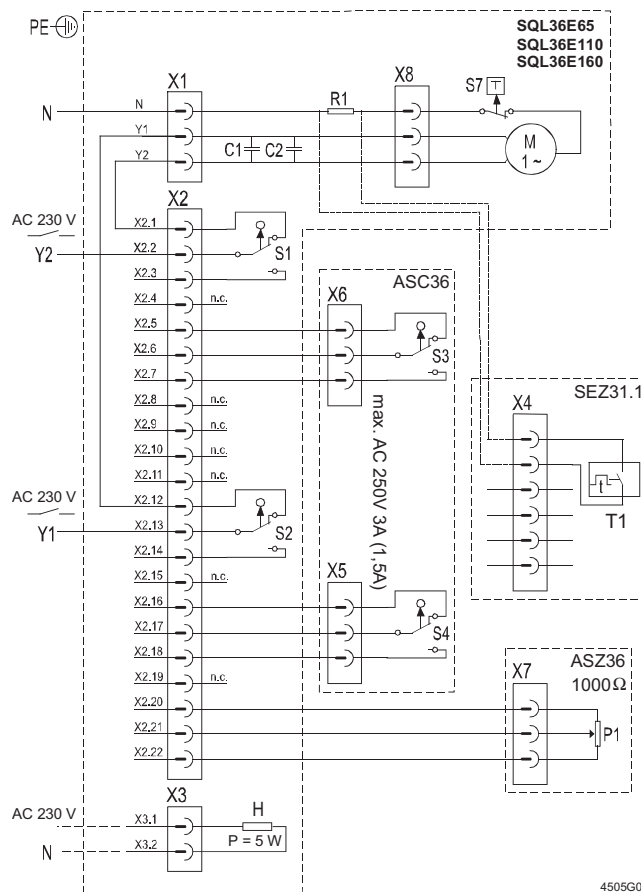 PE
SQL36E65
SQL36E110
SQL36E160
X1
X8
S7
T
N
N
R1
Y1
C1
C2
M
1 ~
Y2
X2
AC 230 V
X2.1
Y2
X2.2
S1
X2.3
ASC36
X2.4
n.c.
X6
X2.5
X2.6
S3
X2.7
SEZ31.1
X2.8
n.c.
X4
X2.9
n.c.
max. AC 250V 3A (1,5A)
X2.10
n.c.
X2.11
n.c.
t
AC 230 V
X2.12
T1
Y1
X2.13
S2
X2.14
X2.15
n.c.
X5
X2.16
X2.17
S4
X2.18
ASZ36
X7
1000Ω
X2.19
n.c.
X2.20
X2.21
P1
X2.22
X3
AC 230 V
X3.1
H
N
X3.2
P = 5 W
4505G0